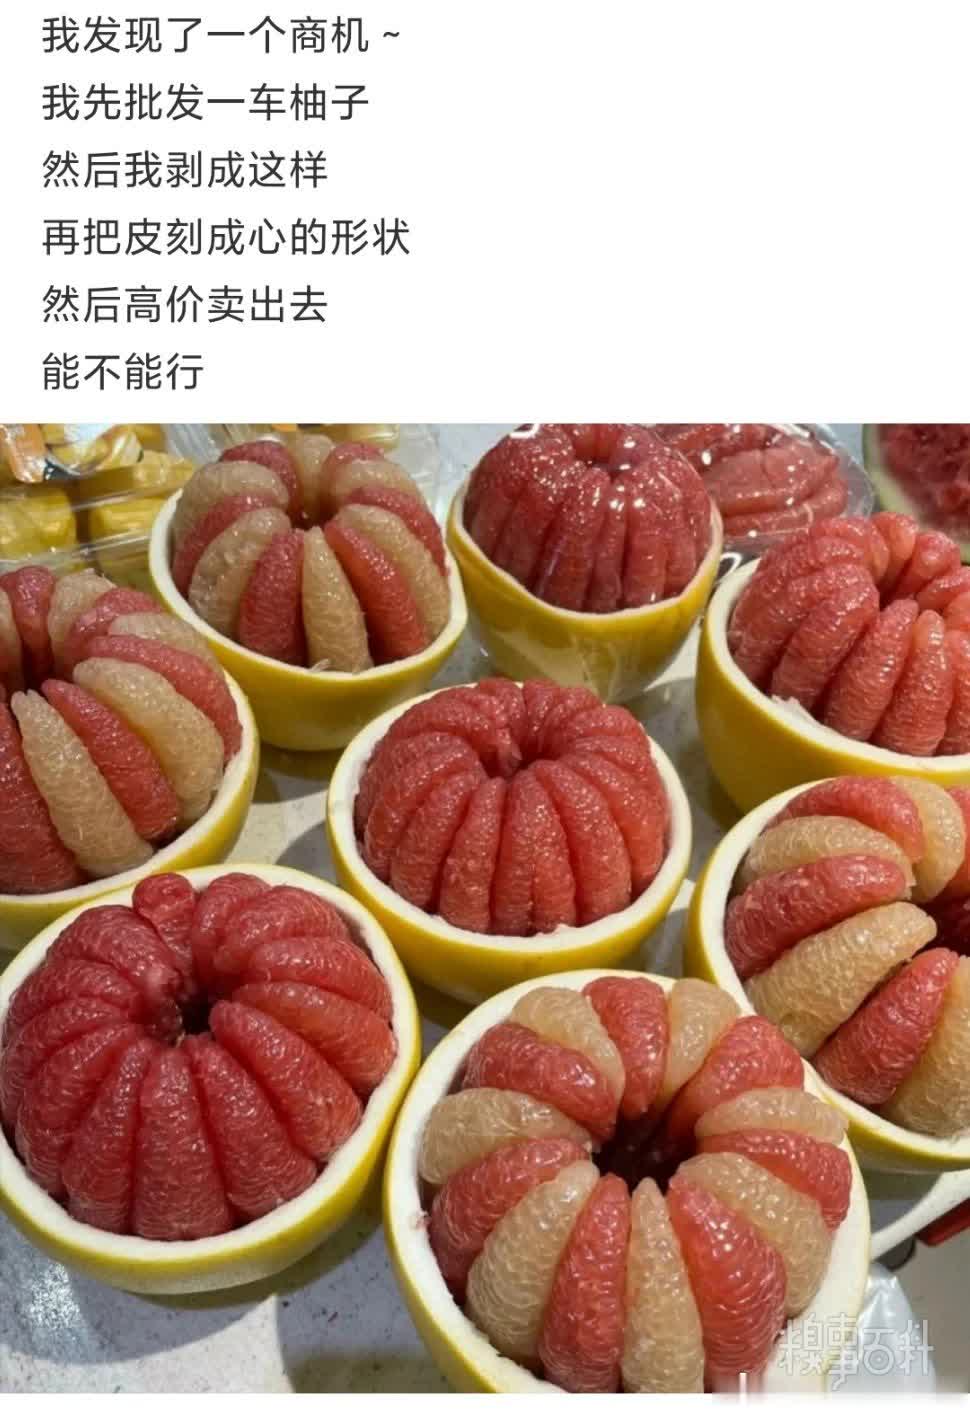 我发现了一个商机~
我先批发一车柚子
然后我剥成这样
再把皮刻成心的形状
然后高价卖出去
能不能行
糗事百科